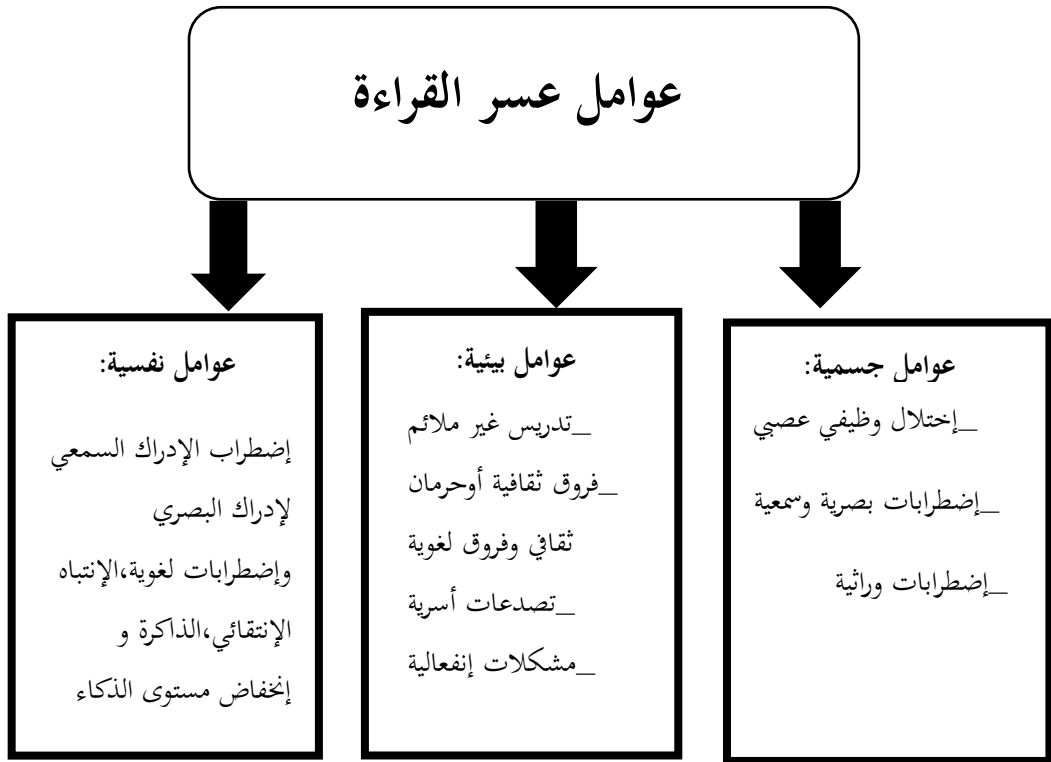 عوامل عسر القراءة
عوامل جسمية:
_إختلال وظيفي عصبي
_إضطرابات بصرية وسمعية
_إضطرابات وراثية
عوامل بيئية:
_تدريس غير ملائم
_فروق ثقافية أوحرمان
ثقافي وفروق لغوية
_تصدعات أسرية
_مشكلات إنفعالية
عوامل نفسية:
إضطراب الإدراك السمعي
لإدراك البصري
وإضطرابات لغوية،الإنتباه
الإنتقائي،الذاكرة و
إنخفاض مستوى الذكاء